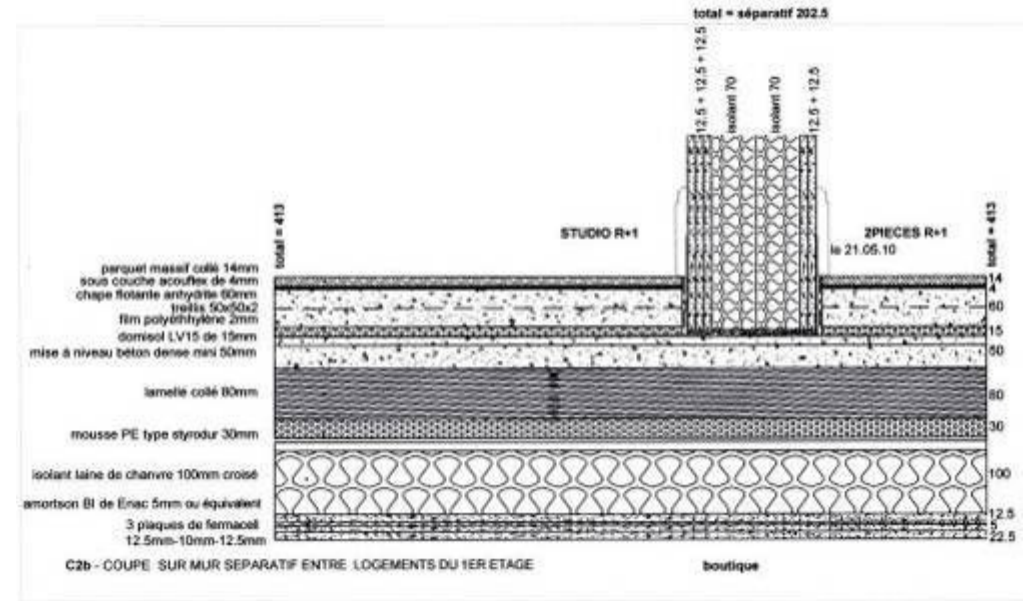 total = séparatif 202.5
12.5 + 12.5 + 12.5
isolant 70
isolant 70
12.5 + 12.5
total = 413
STUDIO R+1
2PIECES R+1
le 21.05.10
total = 413
parquet massif collé 14mm
sous couche acouflex de 4mm
chape flotante anhydrite 60mm
treillis 50x50x2
film polyéthhylène 2mm
domisol LV15 de 15mm
mise à niveau béton dense mini 50mm
lamellé collé 80mm
mousse PE type styrodur 30mm
isolant laine de chanvre 100mm croisé
amortson BI de Enac 5mm ou équivalent
3 plaques de fermacell
12.5mm-10mm-12.5mm
14
4
60
15
50
80
30
100
12.5
5
22.5
C2b - COUPE SUR MUR SEPARATIF ENTRE LOGEMENTS DU 1ER ETAGE
boutique